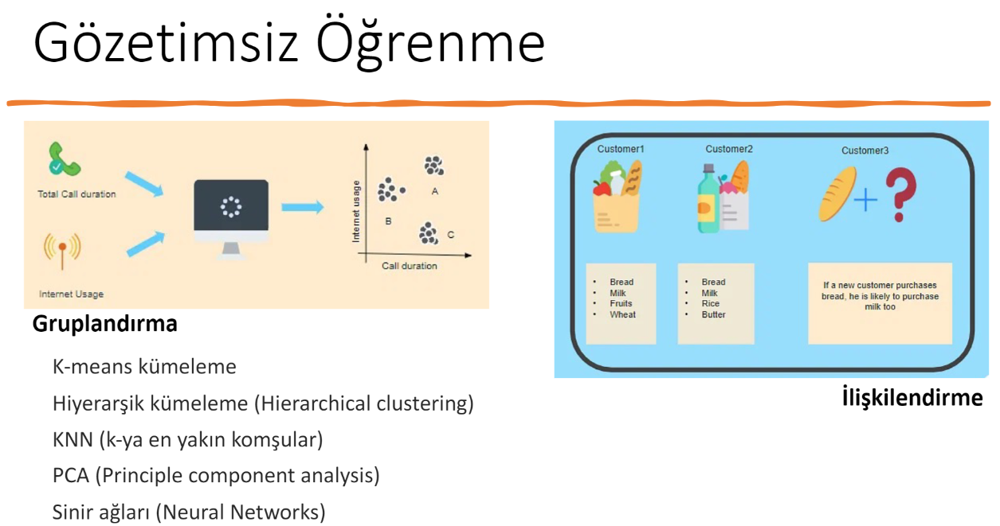 Gözetimsiz Öğrenme
Total Call duration
Internet Usage
Internet usage
A
B
C
Call duration
Gruplandırma
K-means kümeleme
Hiyerarşik kümeleme (Hierarchical clustering)
KNN (k-ya en yakın komşular)
PCA (Principle component analysis)
Sinir ağları (Neural Networks)
Customer1
Customer2
Customer3
• Bread
• Milk
• Fruits
• Wheat
• Bread
• Milk
• Rice
• Butter
If a new customer purchases
bread, he is likely to purchase
milk too
İlişkilendirme